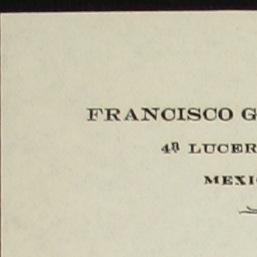 FRANCISCO G
4ª LUCER
MEXI